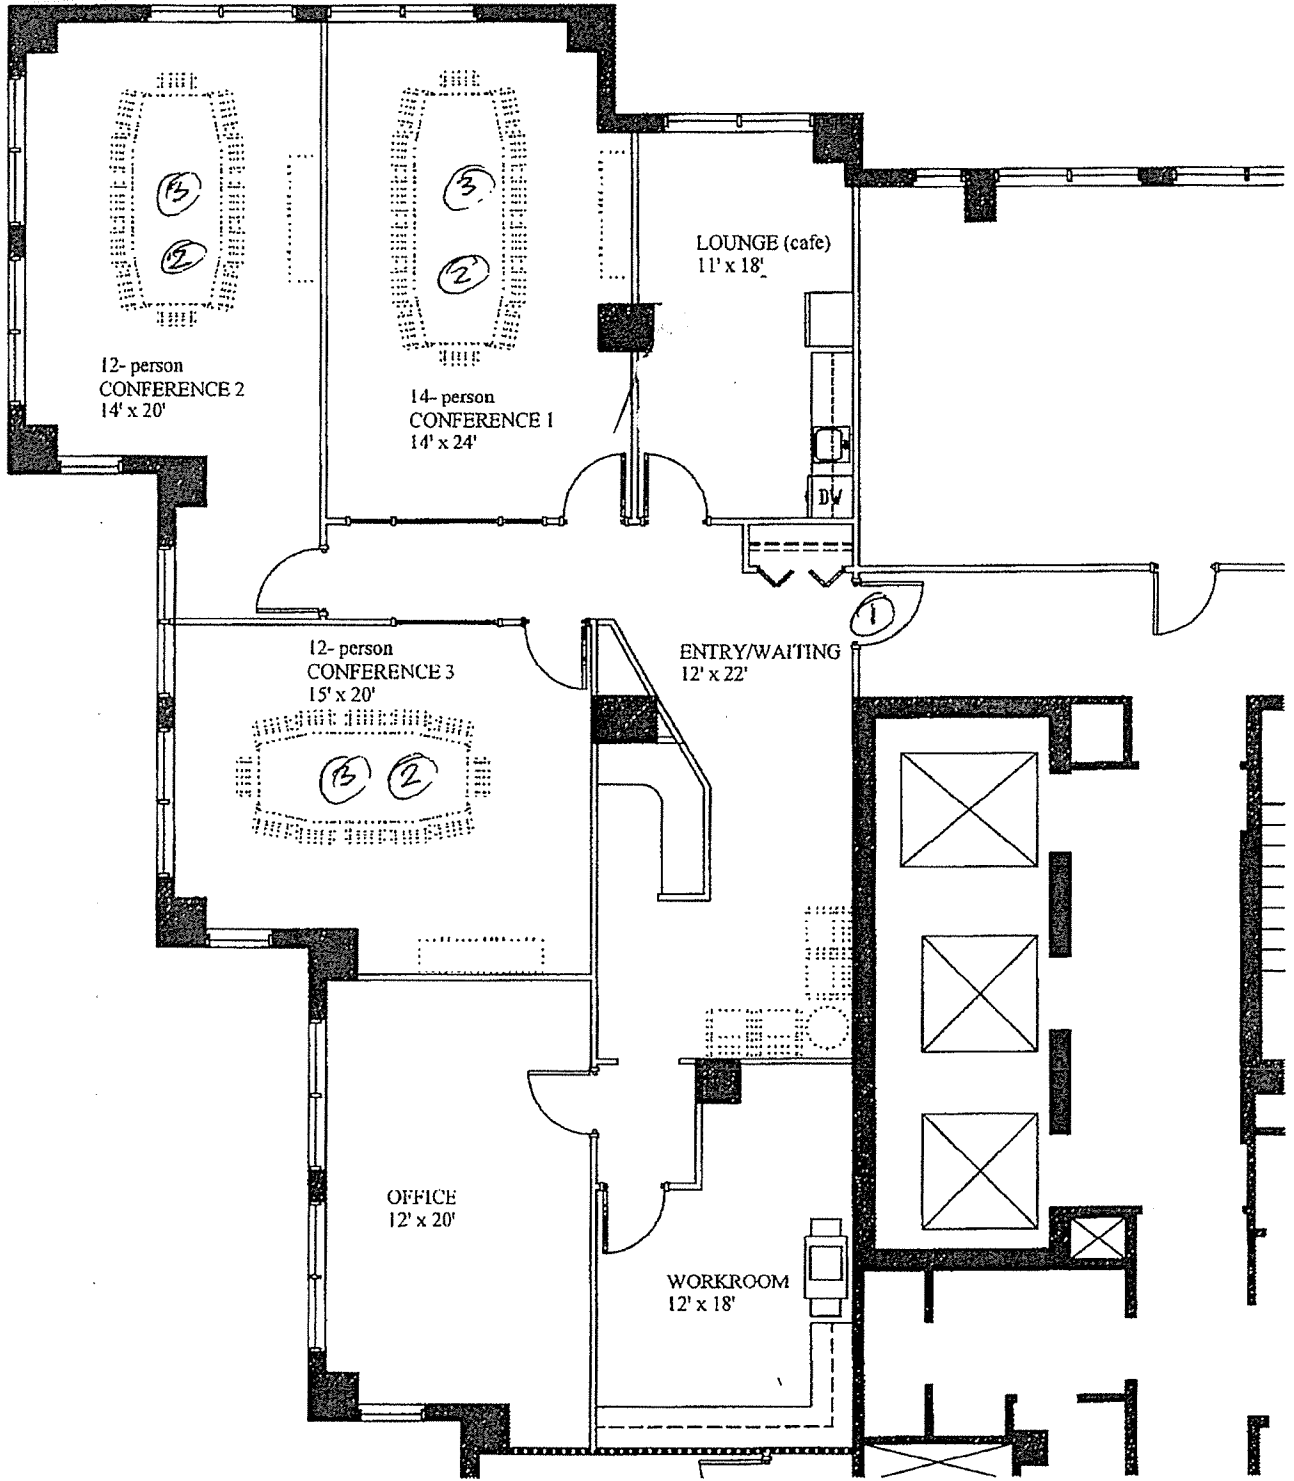 3
2
3
2
LOUNGE (cafe)
11' x 18'
12- person
CONFERENCE 2
14' x 20'
14- person
CONFERENCE 1
14' x 24'
DW
1
12- person
CONFERENCE 3
15' x 20'
ENTRY/WAITING
12' x 22'
3 2
OFFICE
12' x 20'
WORKROOM
12' x 18'